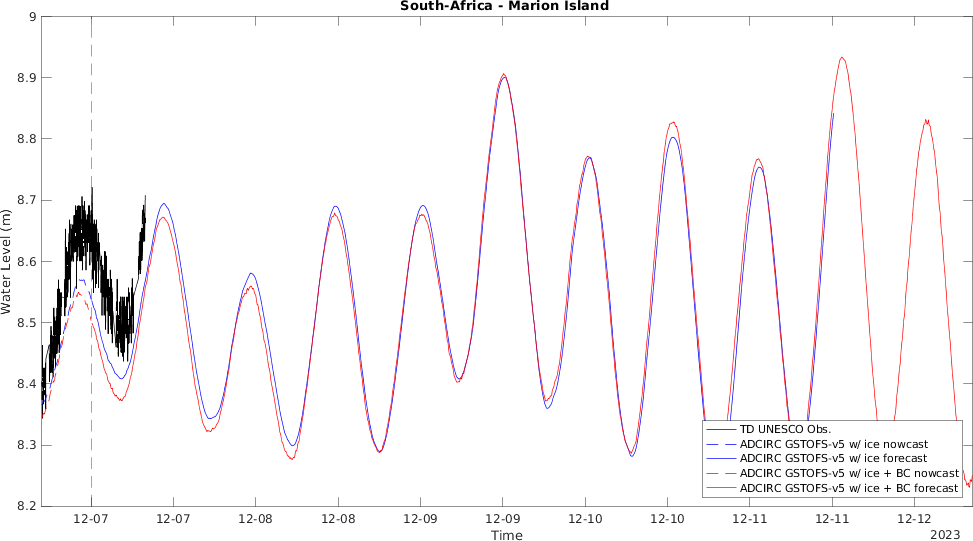 South-Africa - Marion Island
Water Level (m)
9
8.9
8.8
8.7
8.6
8.5
8.4
8.3
8.2
TD UNESCO Obs.
ADCIRC GSTOFS-v5 w/ ice nowcast
ADCIRC GSTOFS-v5 w/ ice forecast
ADCIRC GSTOFS-v5 w/ ice + BC nowcast
ADCIRC GSTOFS-v5 w/ ice + BC forecast
12-07 12-07 12-08 12-08 12-09 12-09 12-10 12-10 12-11 12-11 12-12
Time
2023